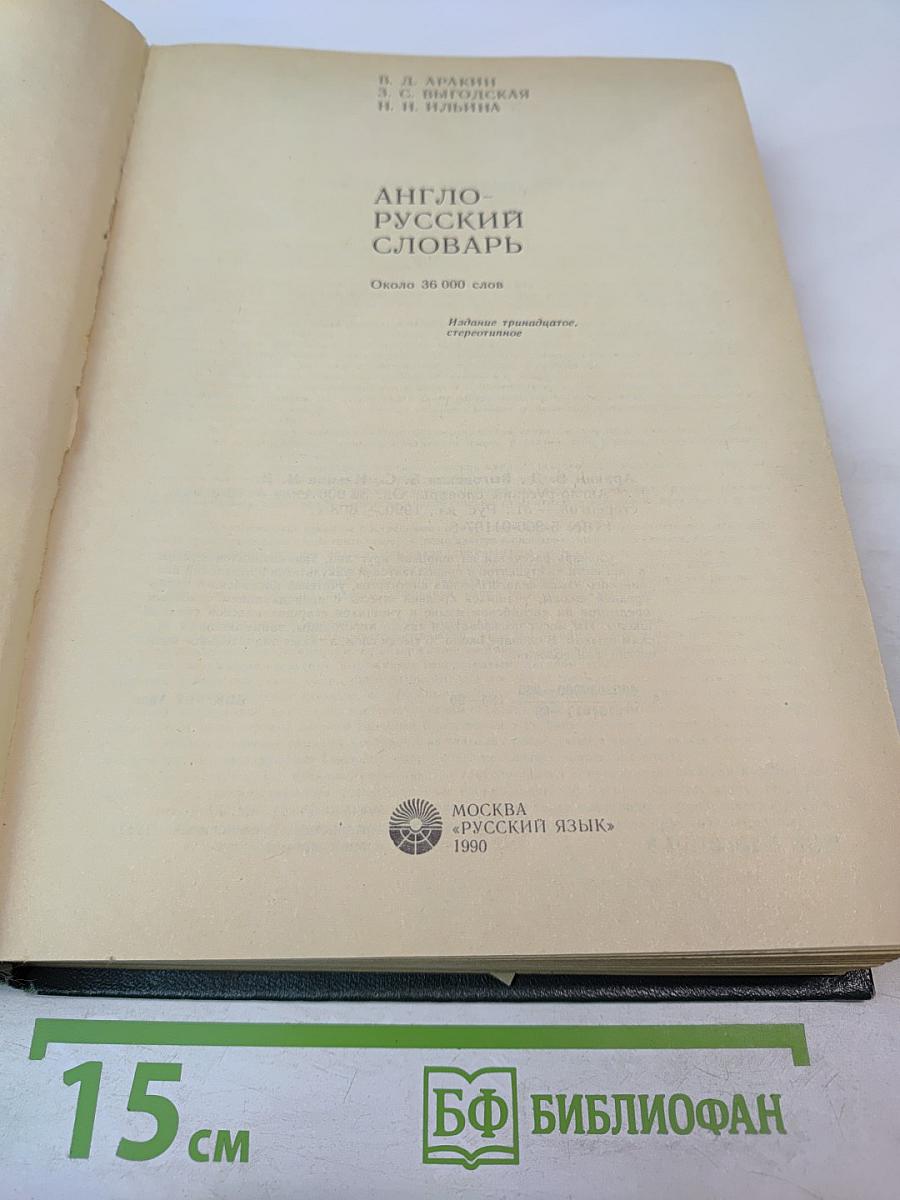 В. Д. АРАКИН
З. С. ВЫГОДСКАЯ
Н. Н. ИЛЬИНА
АНГЛО-
РУССКИЙ
СЛОВАРЬ
Около 36 000 слов
Издание тринадцатое,
стереотипное
МОСКВА
«РУССКИЙ ЯЗЫК»
1990
15 см
БФ БИБЛИОФАН